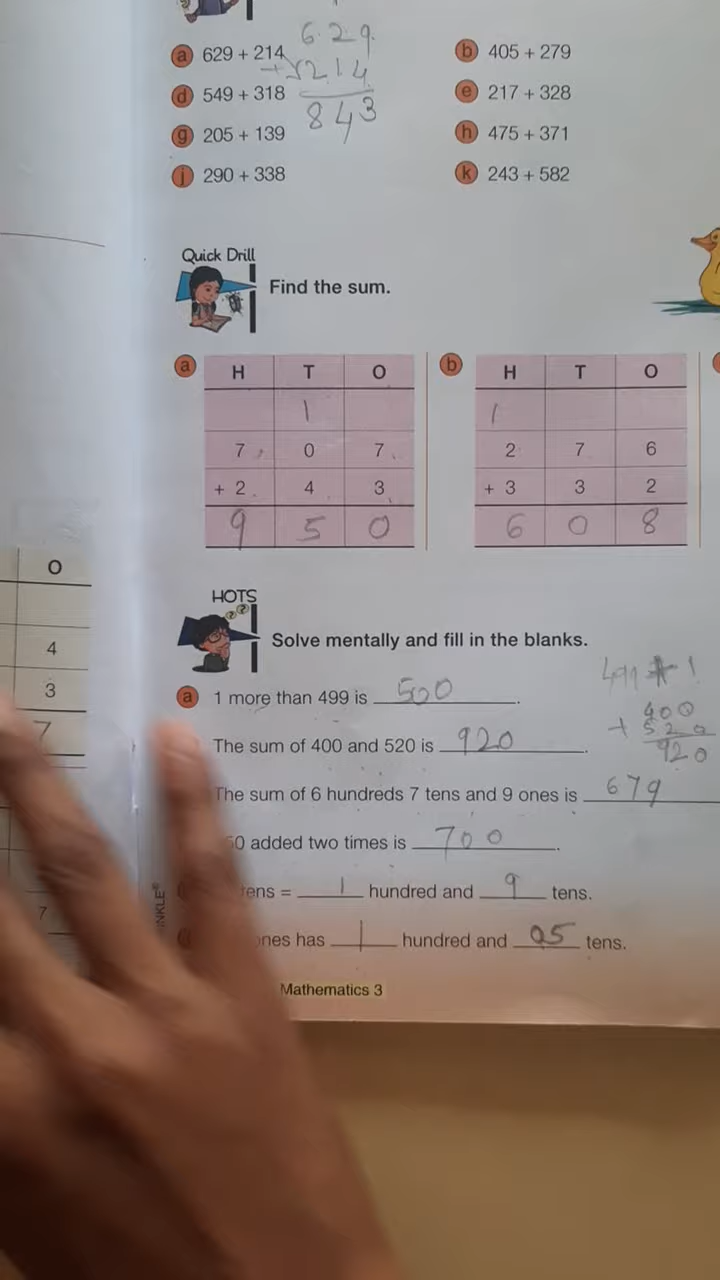 6 2 9
a 629 + 214 b 405 + 279
+ 2 1 4
d 549 + 318 e 217 + 328
8 4 3
g 205 + 139 h 475 + 371
j 290 + 338 k 243 + 582
Quick Drill
Find the sum.
a H T O b H T O
1 1
7 0 7 2 7 6
+ 2 4 3 + 3 3 2
9 5 0 6 0 8
O
4
3
7
7
HOTS
Solve mentally and fill in the blanks.
a 1 more than 499 is 500.
400
+ 520
920
The sum of 400 and 520 is 920.
The sum of 6 hundreds 7 tens and 9 ones is 679
0 added two times is 700.
tens = 1 hundred and 9 tens.
nes has 1 hundred and 05 tens.
NKLE®
Mathematics 3